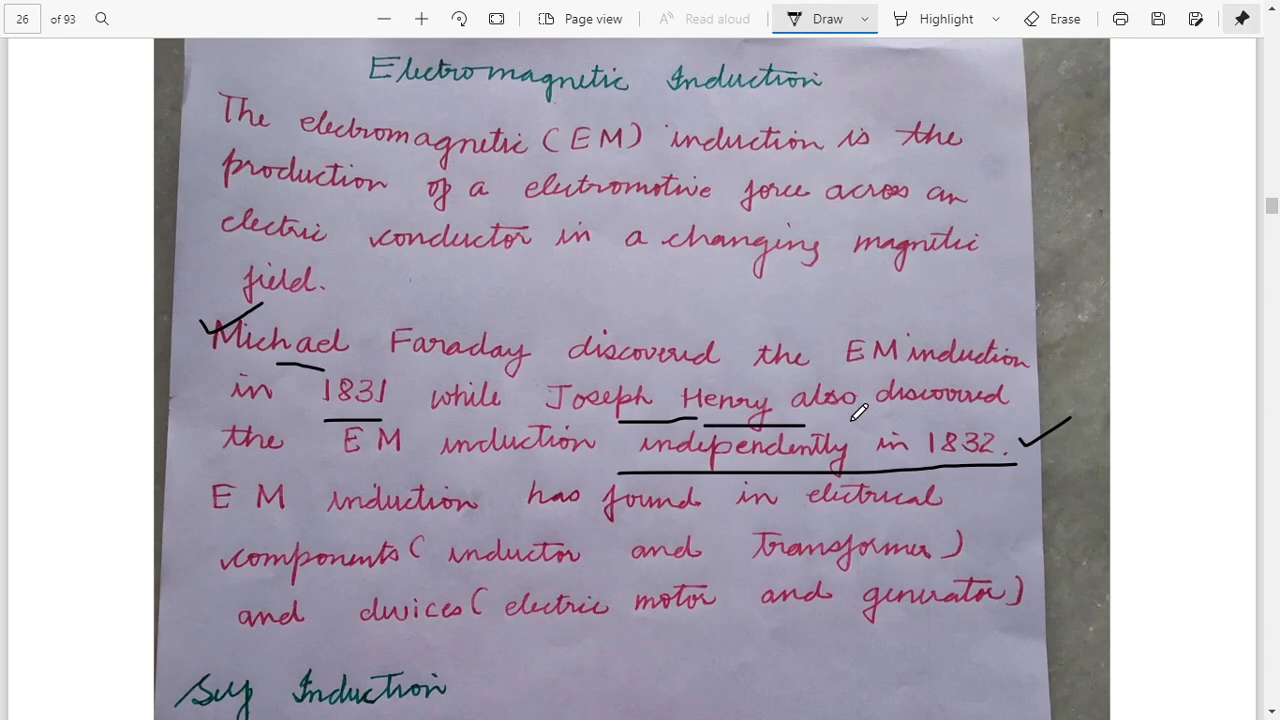 26 of 93 Page view Read aloud Draw Highlight Erase
Electromagnetic Induction
The electromagnetic (EM) induction is the
production of a electromotive force across an
electric conductor in a changing magnetic
field.
Michael Faraday discovered the EM induction
in 1831 while Joseph Henry also discovered
the EM induction independently in 1832.
EM induction has found in electrical
components (inductor and transformer)
and devices (electric motor and generator)
Self Induction